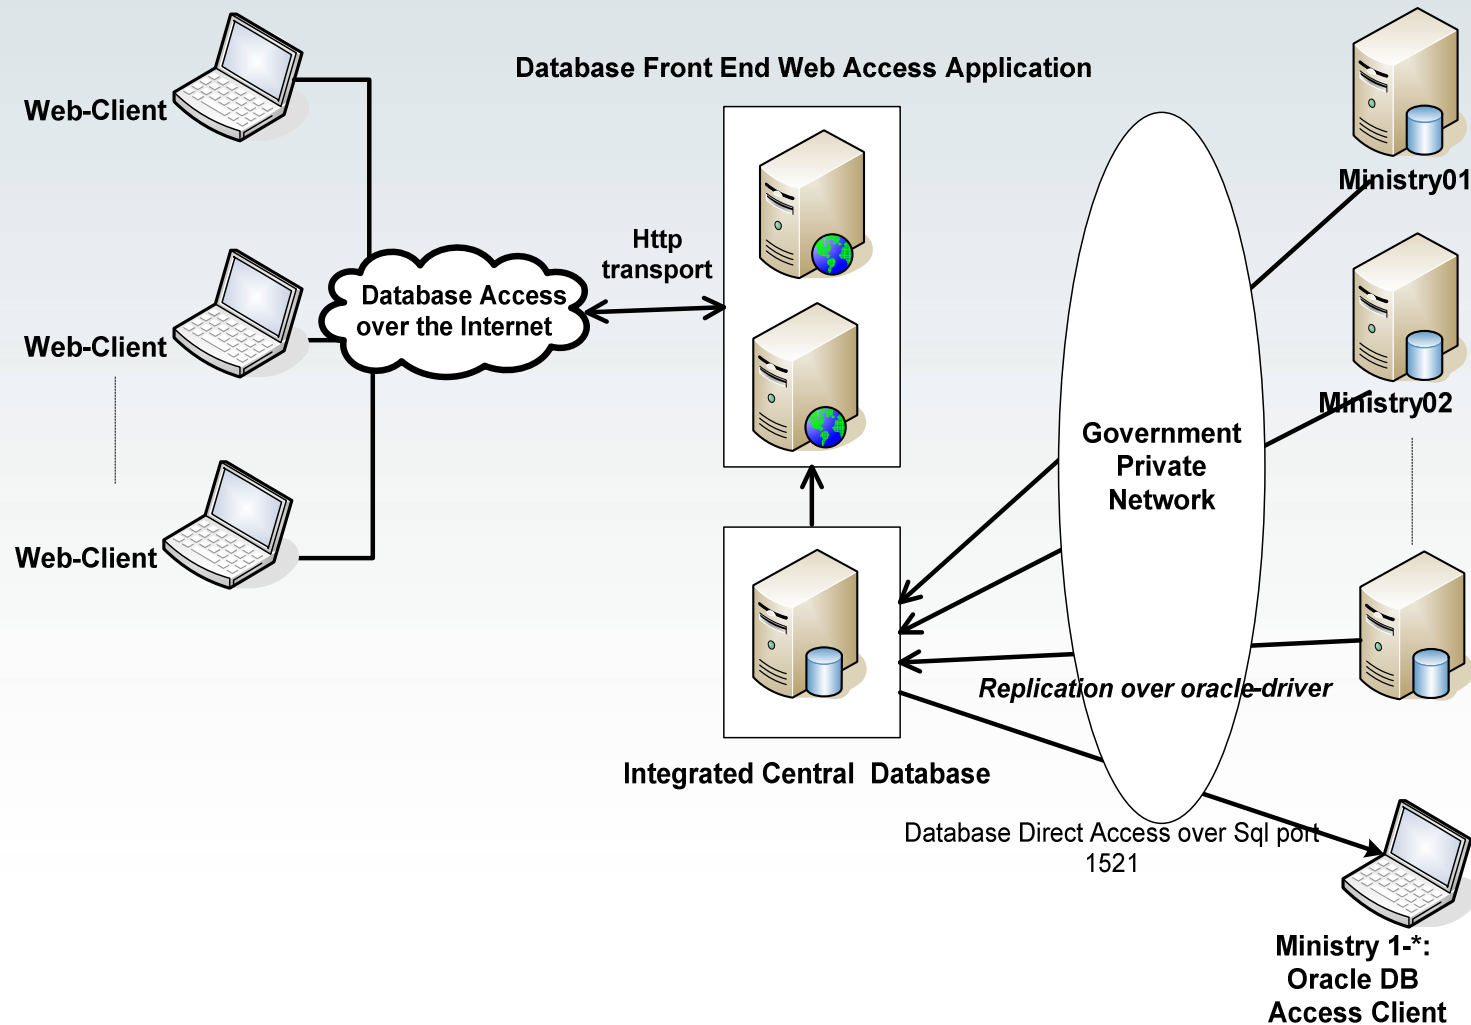 Database Front End Web Access Application
Web-Client
Web-Client
Web-Client
Database Access
over the Internet
Http
transport
Government
Private
Network
Ministry01
Ministry02
Replication over oracle-driver
Integrated Central Database
Database Direct Access over Sql port
1521
Ministry 1-*:
Oracle DB
Access Client